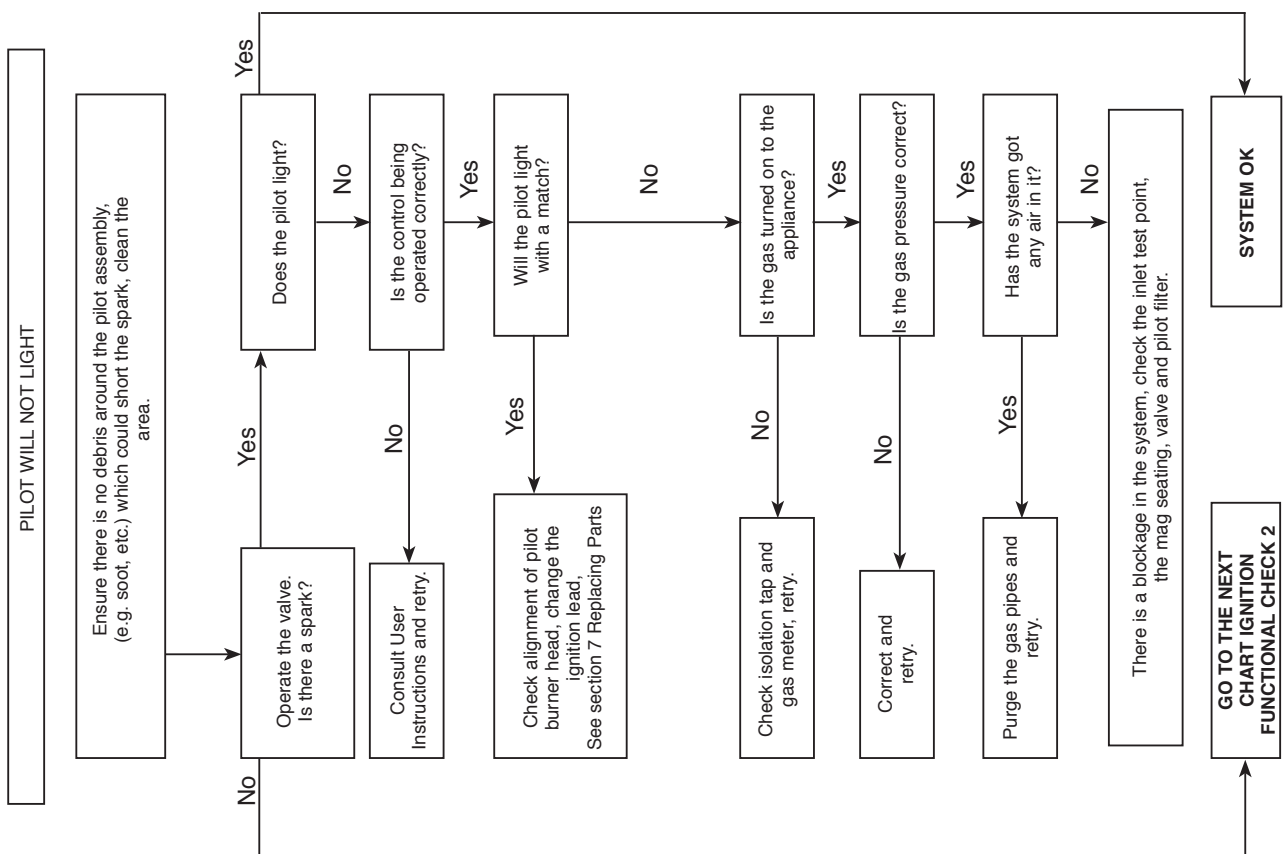 PILOT WILL NOT LIGHT
Ensure there is no debris around the pilot assembly,
(e.g. soot, etc.) which could short the spark, clean the
area.
No
Operate the valve.
Is there a spark?
Yes
Does the pilot light?
Yes
No
Is the control being
operated correctly?
No
Consult User
Instructions and retry.
Yes
Will the pilot light
with a match?
Yes
Check alignment of pilot
burner head, change the
ignition lead,
See section 7 Replacing Parts
No
Is the gas turned on to the
appliance?
No
Check isolation tap and
gas meter, retry.
Yes
Is the gas pressure correct?
No
Correct and
retry.
Yes
Has the system got
any air in it?
Yes
Purge the gas pipes and
retry.
No
There is a blockage in the system, check the inlet test point,
the mag seating, valve and pilot filter.
GO TO THE NEXT
CHART IGNITION
FUNCTIONAL CHECK 2
SYSTEM OK